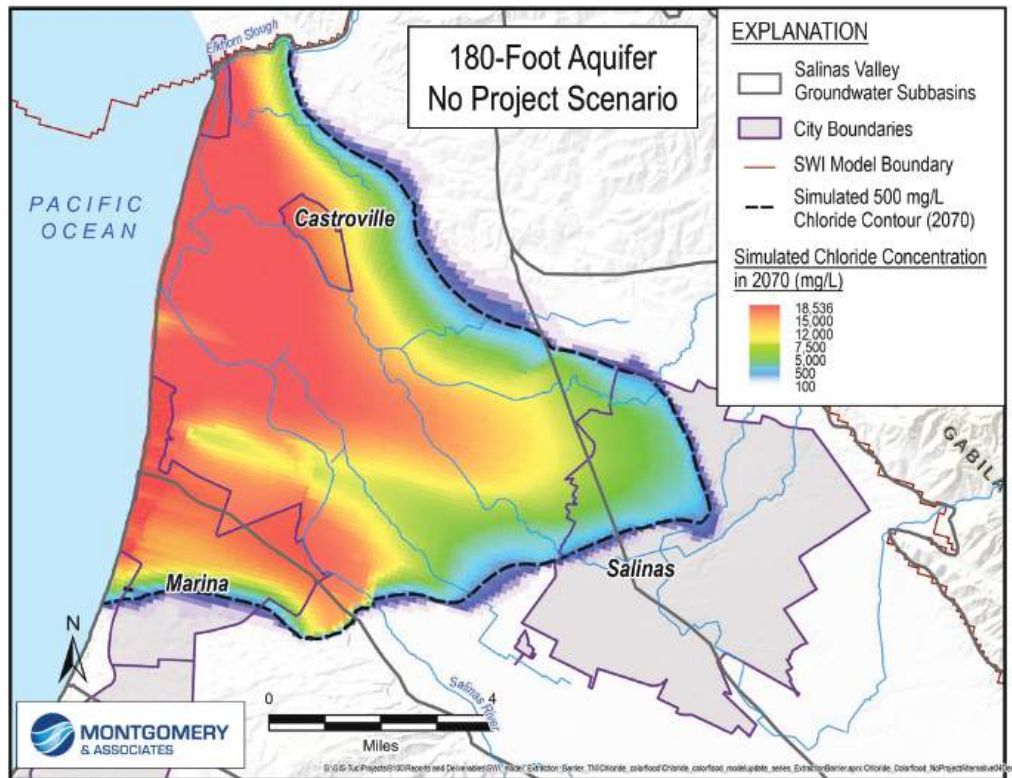 Elkhorn Slough
180-Foot Aquifer
No Project Scenario
PACIFIC
OCEAN
Castroville
Marina
Salinas
Salinas
River
GABILA
N
0 4
Miles
MONTGOMERY
& ASSOCIATES
EXPLANATION
Salinas Valley
Groundwater Subbasins
City Boundaries
SWI Model Boundary
Simulated 500 mg/L
Chloride Contour (2070)
Simulated Chloride Concentration
in 2070 (mg/L)
18,536
15,000
12,000
7,500
5,000
500
100